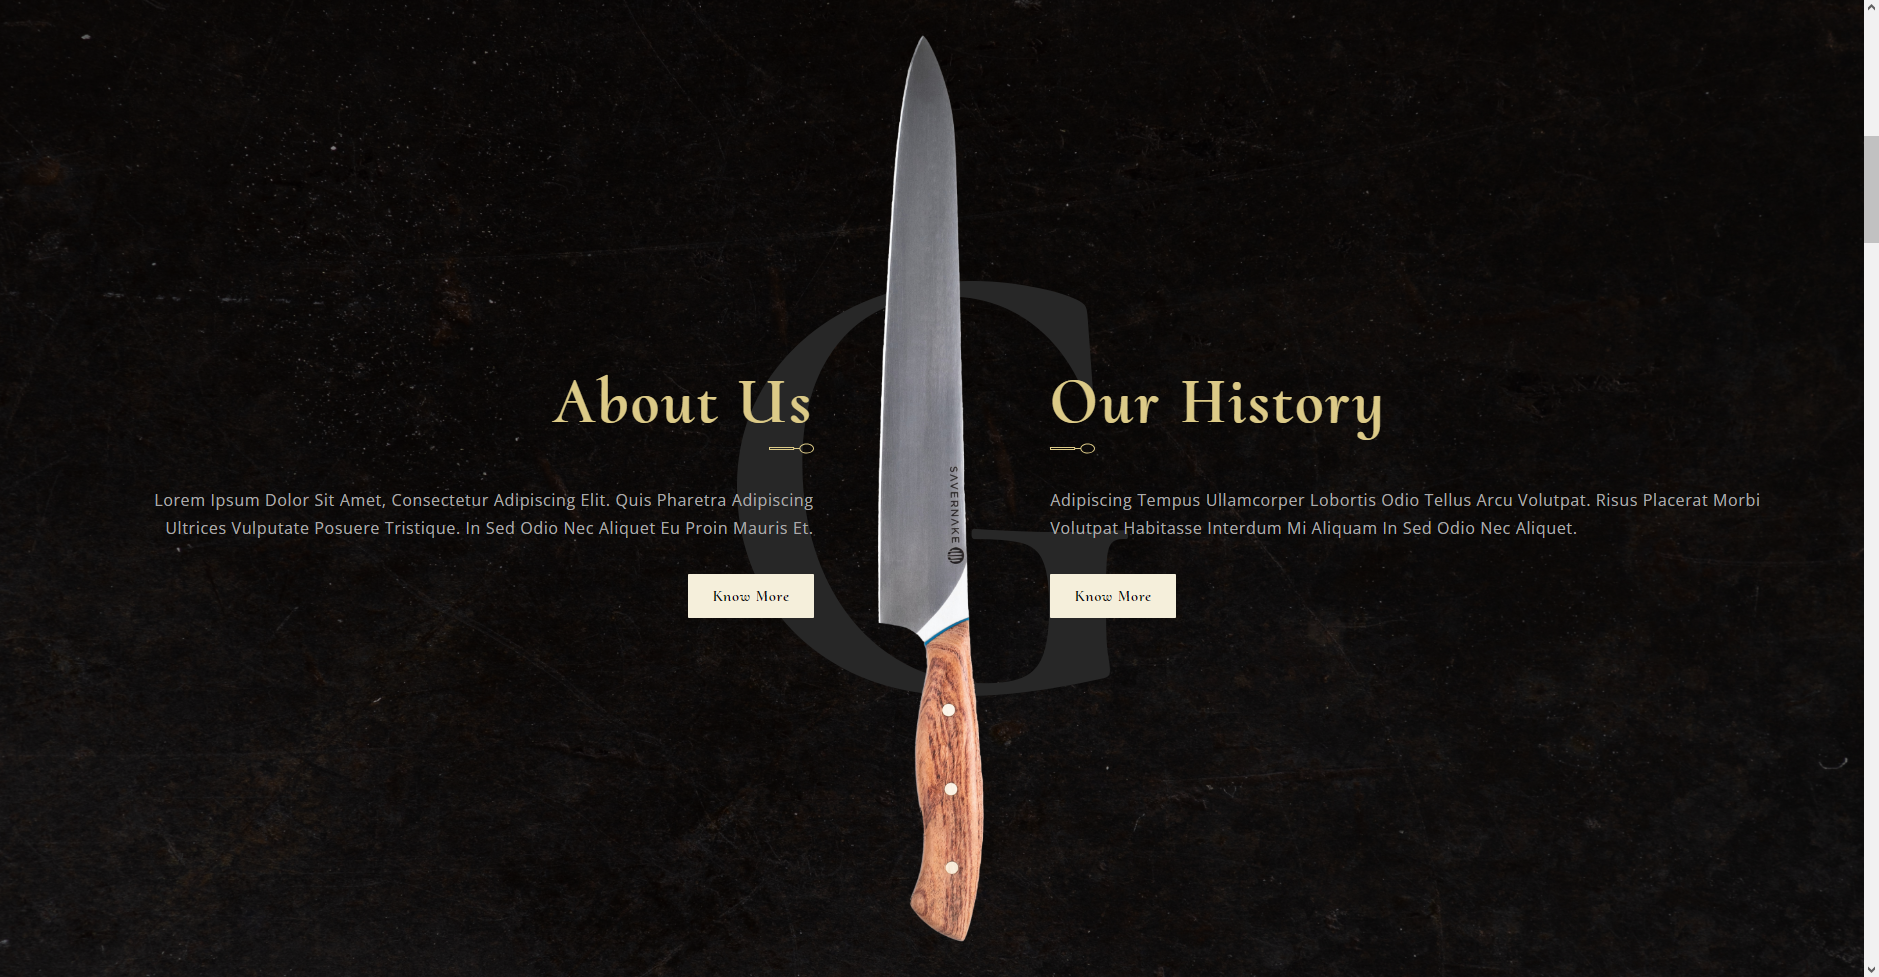 About Us
Lorem Ipsum Dolor Sit Amet, Consectetur Adipiscing Elit. Quis Pharetra Adipiscing
Ultrices Vulputate Posuere Tristique. In Sed Odio Nec Aliquet Eu Proin Mauris Et.
Know More
G
SAVERNAKE
Our History
Adipiscing Tempus Ullamcorper Lobortis Odio Tellus Arcu Volutpat. Risus Placerat Morbi
Volutpat Habitasse Interdum Mi Aliquam In Sed Odio Nec Aliquet.
Know More